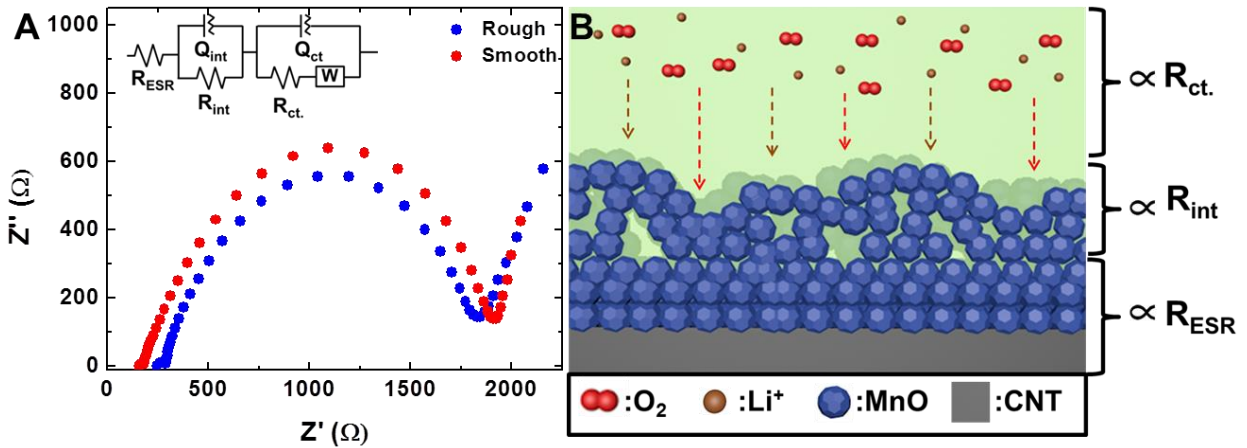 A
1000
800
600
400
200
0
0
500
1000
1500
2000
Z'' (Ω)
Z' (Ω)
R_ESR
Q_int
R_int
Q_ct
W
R_ct.
Rough
Smooth
B
∝ R_ct.
∝ R_int
∝ R_ESR
:O₂ :Li⁺ :MnO :CNT